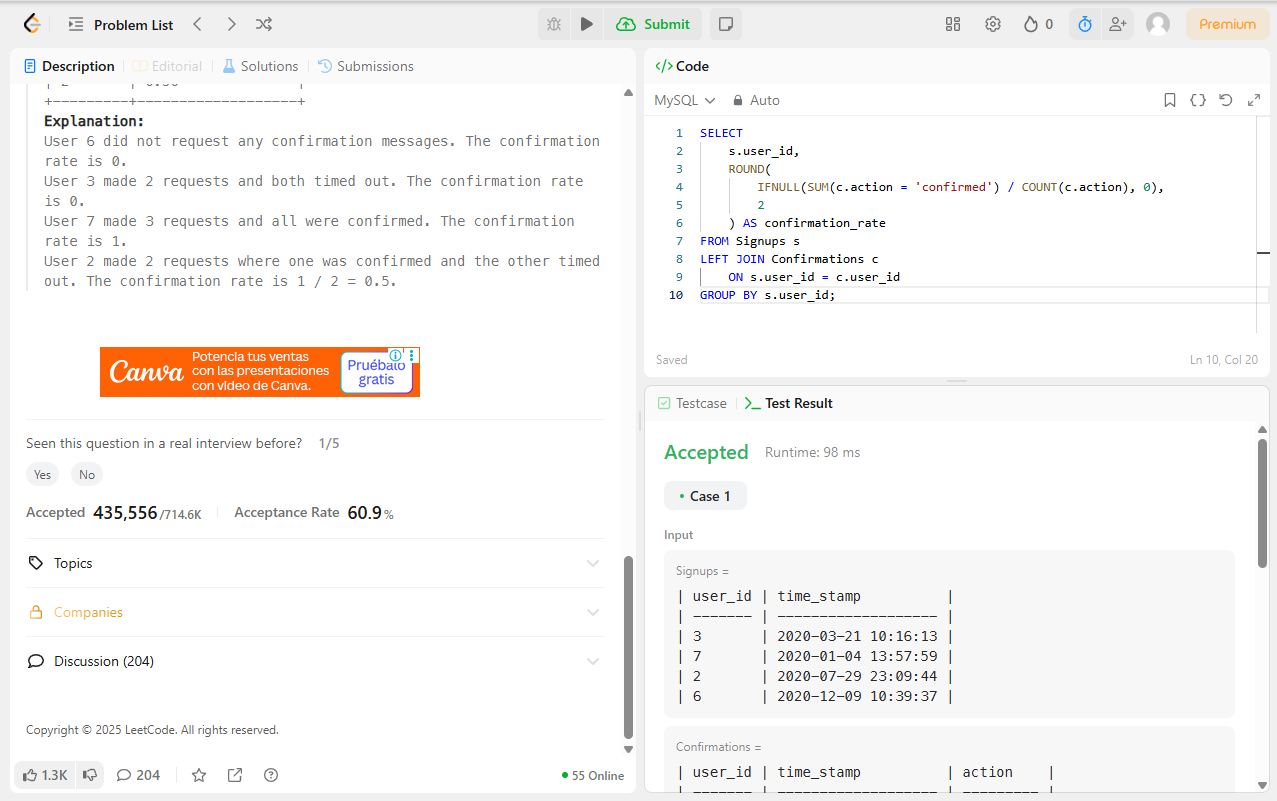 Problem List
Submit
0
Premium
Description
Editorial
Solutions
Submissions
+---------+-------------------+
Explanation:
User 6 did not request any confirmation messages. The confirmation
rate is 0.
User 3 made 2 requests and both timed out. The confirmation rate
is 0.
User 7 made 3 requests and all were confirmed. The confirmation
rate is 1.
User 2 made 2 requests where one was confirmed and the other timed
out. The confirmation rate is 1 / 2 = 0.5.
Canva
Potencia tus ventas
con las presentaciones
con vídeo de Canva.
Pruébalo
gratis
Seen this question in a real interview before? 1/5
Yes
No
Accepted 435,556/714.6K
Acceptance Rate 60.9%
Topics
Companies
Discussion (204)
Copyright © 2025 LeetCode. All rights reserved.
1.3K
204
55 Online
</> Code
MySQL
Auto
1 SELECT
2 s.user_id,
3 ROUND(
4 IFNULL(SUM(c.action = 'confirmed') / COUNT(c.action), 0),
5 2
6 ) AS confirmation_rate
7 FROM Signups s
8 LEFT JOIN Confirmations c
9 ON s.user_id = c.user_id
10 GROUP BY s.user_id;
Saved
Ln 10, Col 20
Testcase
Test Result
Accepted
Runtime: 98 ms
• Case 1
Input
Signups =
| user_id | time_stamp          |
| ------- | ------------------- |
| 3       | 2020-03-21 10:16:13 |
| 7       | 2020-01-04 13:57:59 |
| 2       | 2020-07-29 23:09:44 |
| 6       | 2020-12-09 10:39:37 |
Confirmations =
| user_id | time_stamp          | action    |
| ------- | ------------------- | --------- |